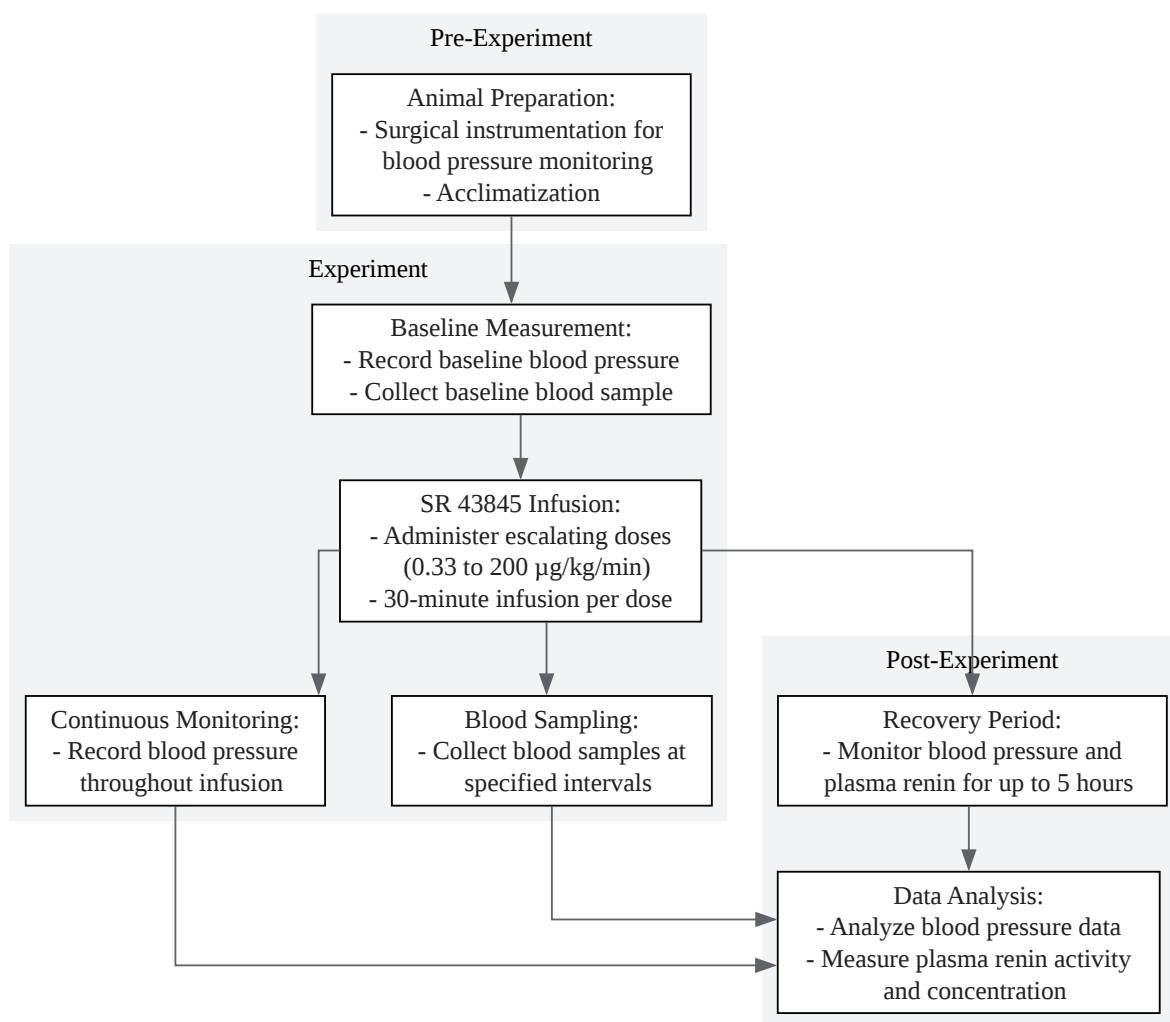 Pre-Experiment
Animal Preparation:
- Surgical instrumentation for
blood pressure monitoring
- Acclimatization
Experiment
Baseline Measurement:
- Record baseline blood pressure
- Collect baseline blood sample
SR 43845 Infusion:
- Administer escalating doses
(0.33 to 200 µg/kg/min)
- 30-minute infusion per dose
Continuous Monitoring:
- Record blood pressure
throughout infusion
Blood Sampling:
- Collect blood samples at
specified intervals
Post-Experiment
Recovery Period:
- Monitor blood pressure and
plasma renin for up to 5 hours
Data Analysis:
- Analyze blood pressure data
- Measure plasma renin activity
and concentration